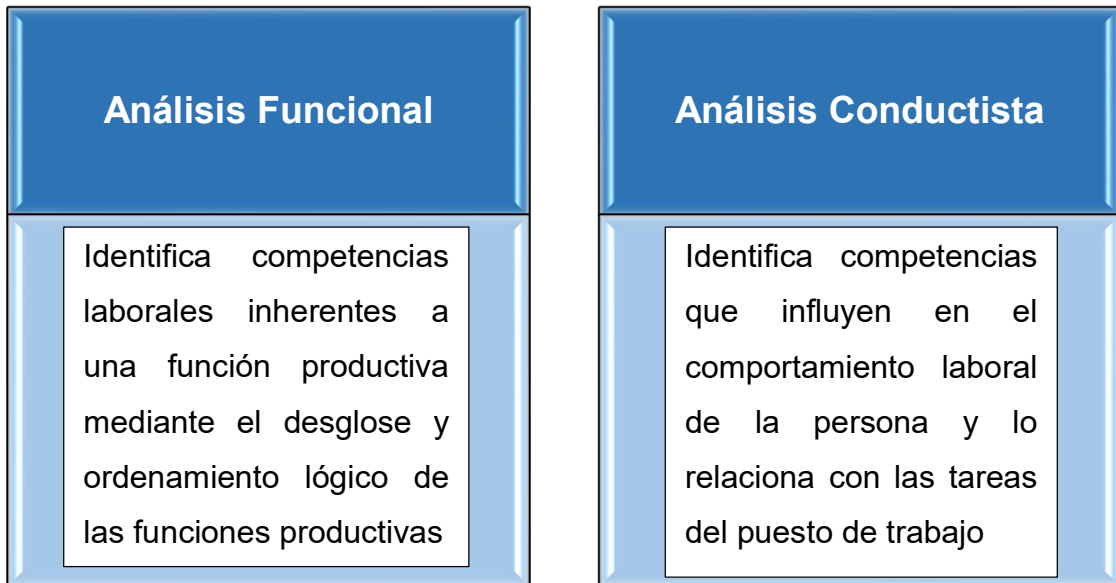 Análisis Funcional
Identifica competencias
laborales inherentes a
una función productiva
mediante el desglose y
ordenamiento lógico de
las funciones productivas
Análisis Conductista
Identifica competencias
que influyen en el
comportamiento laboral
de la persona y lo
relaciona con las tareas
del puesto de trabajo